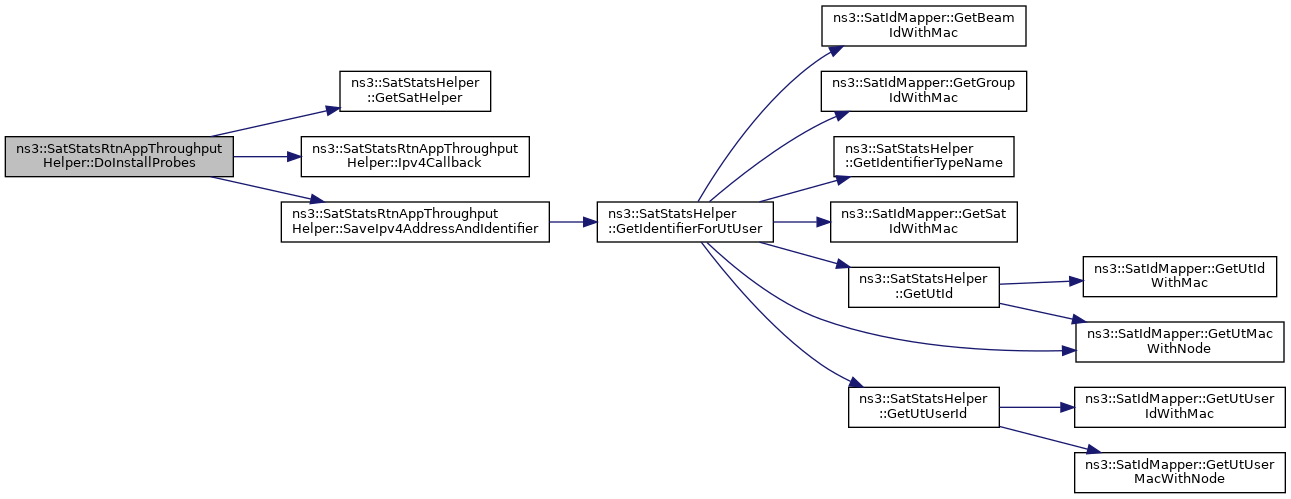 ns3::SatIdMapper::GetBeam
IdWithMac
ns3::SatStatsHelper
::GetSatHelper
ns3::SatIdMapper::GetGroup
IdWithMac
ns3::SatStatsRtnAppThroughput
Helper::DoInstallProbes
ns3::SatStatsRtnAppThroughput
Helper::Ipv4Callback
ns3::SatStatsHelper
::GetIdentifierTypeName
ns3::SatStatsRtnAppThroughput
Helper::SaveIpv4AddressAndIdentifier
ns3::SatStatsHelper
::GetIdentifierForUtUser
ns3::SatIdMapper::GetSat
IdWithMac
ns3::SatStatsHelper
::GetUtId
ns3::SatIdMapper::GetUtId
WithMac
ns3::SatIdMapper::GetUtMac
WithNode
ns3::SatStatsHelper
::GetUtUserId
ns3::SatIdMapper::GetUtUser
IdWithMac
ns3::SatIdMapper::GetUtUser
MacWithNode